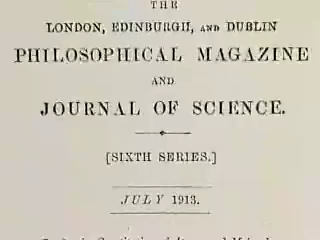 THE
LONDON, EDINBURGH, AND DUBLIN
PHILOSOPHICAL MAGAZINE
AND
JOURNAL OF SCIENCE.
[SIXTH SERIES.]
JULY 1913.